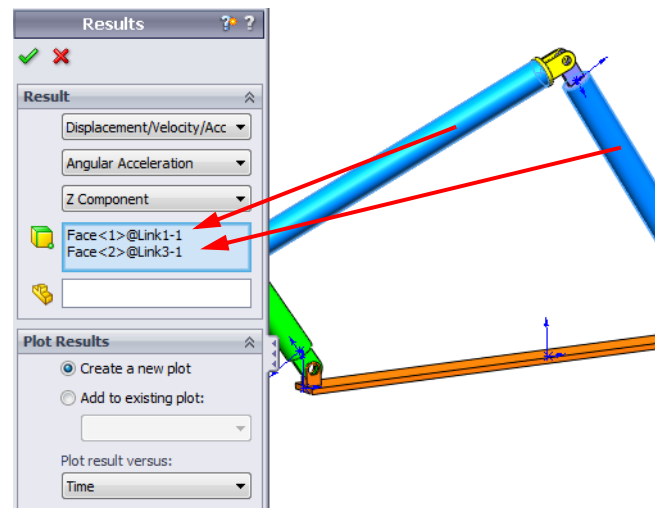 Results
? ?
Result
Displacement/Velocity/Acc
Angular Acceleration
Z Component
Face<1>@Link1-1
Face<2>@Link3-1
Plot Results
Create a new plot
Add to existing plot:
Plot result versus:
Time